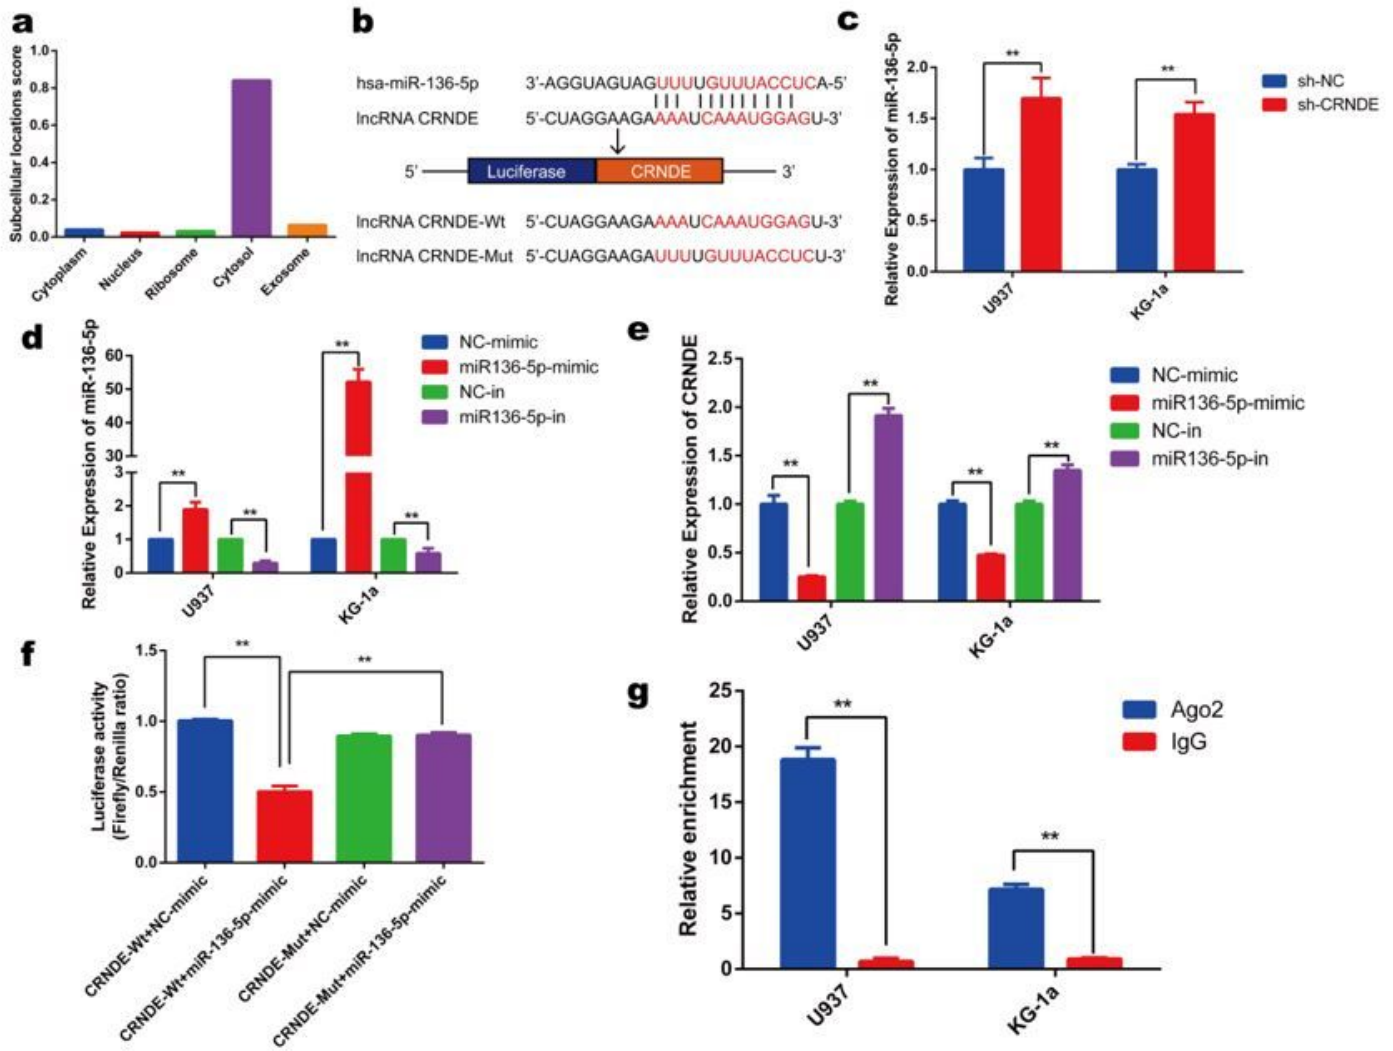 a
Subcellular locations score
1.0
0.8
0.6
0.4
0.2
0.0
Cytoplasm
Nucleus
Ribosome
Cytosol
Exosome
b
hsa-miR-136-5p 3'-AGGUAGUAGUUUUGUUUACCUCA-5'
lncRNA CRNDE 5'-CUAGGAAGAAAAUCAAAUGGAGU-3'
5' Luciferase CRNDE 3'
lncRNA CRNDE-Wt 5'-CUAGGAAGAAAAUCAAAUGGAGU-3'
lncRNA CRNDE-Mut 5'-CUAGGAAGAUUUUGUUUACCUCU-3'
c
Relative Expression of miR-136-5p
2.0
1.5
1.0
0.5
0.0
**
**
U937
KG-1a
sh-NC
sh-CRNDE
d
Relative Expression of miR-136-5p
60
50
40
30
3
2
1
0
**
**
**
**
U937
KG-1a
NC-mimic
miR136-5p-mimic
NC-in
miR136-5p-in
e
Relative Expression of CRNDE
2.5
2.0
1.5
1.0
0.5
0.0
**
**
**
**
U937
KG-1a
NC-mimic
miR136-5p-mimic
NC-in
miR136-5p-in
f
Luciferase activity
(Firefly/Renilla ratio)
1.5
1.0
0.5
0.0
**
**
CRNDE-Wt+NC-mimic
CRNDE-Wt+miR-136-5p-mimic
CRNDE-Mut+NC-mimic
CRNDE-Mut+miR-136-5p-mimic
g
Relative enrichment
25
20
15
10
5
0
**
**
U937
KG-1a
Ago2
IgG